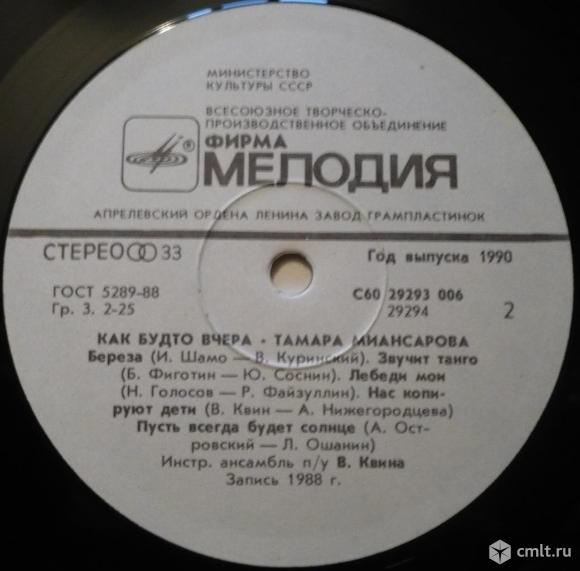 МИНИСТЕРСТВО
КУЛЬТУРЫ СССР
ВСЕСОЮЗНОЕ ТВОРЧЕСКО-
ПРОИЗВОДСТВЕННОЕ ОБЪЕДИНЕНИЕ
ФИРМА
® МЕЛОДИЯ
АПРЕЛЕВСКИЙ ОРДЕНА ЛЕНИНА ЗАВОД ГРАМПЛАСТИНОК
СТЕРЕО 33
Год выпуска 1990
ГОСТ 5289-88
Гр. 3. 2-25
С60 29293 006
29294
2
КАК БУДТО ВЧЕРА · ТАМАРА МИАНСАРОВА
Береза (И. Шамо — В. Куринский). Звучит танго
(Б. Фиготин — Ю. Соснин). Лебеди мои
(Н. Голосов — Р. Файзуллин). Нас копи-
руют дети (В. Квин — А. Нижегородцева)
Пусть всегда будет солнце (А. Ост-
ровский — Л. Ошанин)
Инстр. ансамбль п/у В. Квина
Запись 1988 г.
cmlt.ru